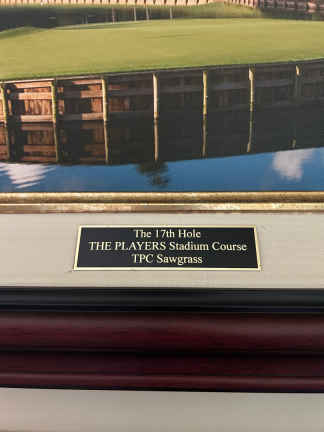 The 17th Hole
THE PLAYERS Stadium Course
TPC Sawgrass